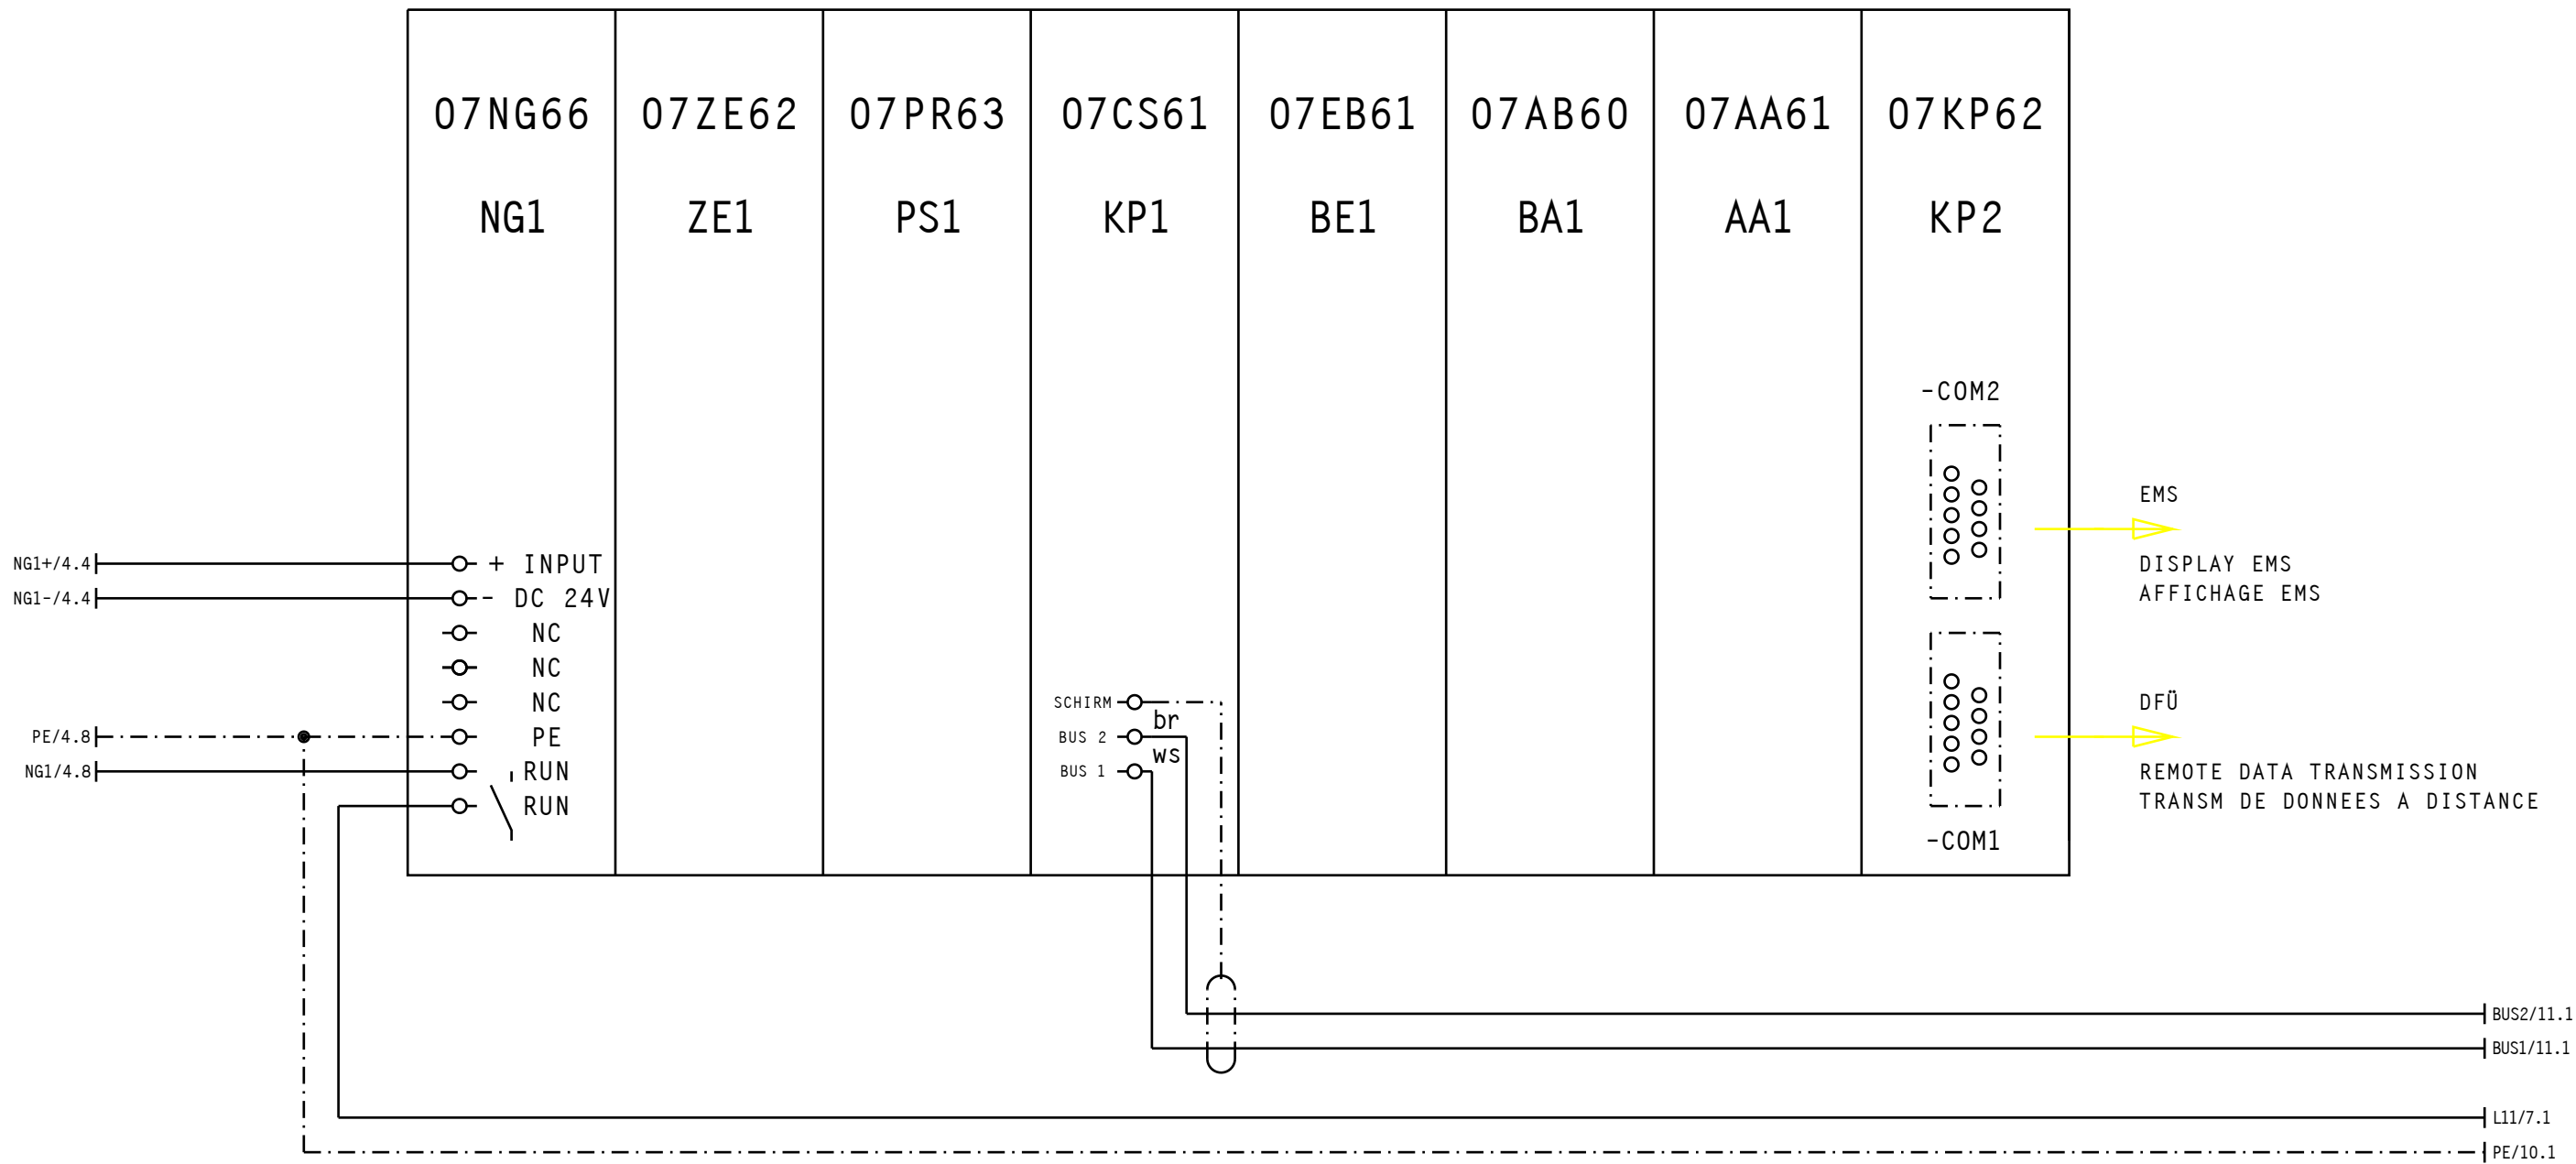 07NG66 07ZE62 07PR63 07CS61 07EB61 07AB60 07AA61 07KP62
NG1 ZE1 PS1 KP1 BE1 BA1 AA1 KP2
-COM2
EMS
DISPLAY EMS
AFFICHAGE EMS
NG1+/4.4 + INPUT
NG1-/4.4 - DC 24V
NC
NC
NC
PE/4.8 PE
NG1/4.8 RUN
RUN
SCHIRM
br
BUS 2
ws
BUS 1
DFÜ
REMOTE DATA TRANSMISSION
TRANSM DE DONNEES A DISTANCE
-COM1
BUS2/11.1
BUS1/11.1
L11/7.1
PE/10.1